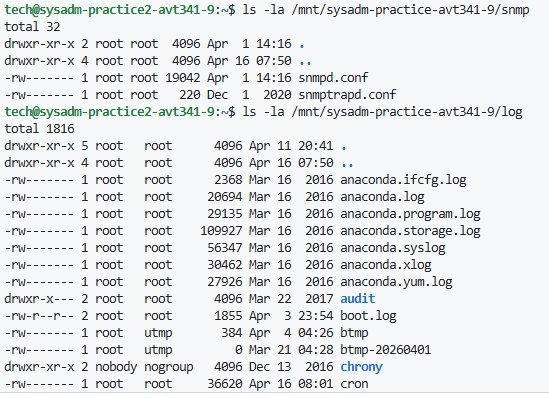 tech@sysadm-practice2-avt341-9:~$ ls -la /mnt/sysadm-practice-avt341-9/snmp
total 32
drwxr-xr-x 2 root root  4096 Apr  1 14:16 .
drwxr-xr-x 4 root root  4096 Apr 16 07:50 ..
-rw------- 1 root root 19042 Apr  1 14:16 snmpd.conf
-rw------- 1 root root   220 Dec  1  2020 snmptrapd.conf
tech@sysadm-practice2-avt341-9:~$ ls -la /mnt/sysadm-practice-avt341-9/log
total 1816
drwxr-xr-x 5 root   root      4096 Apr 11 20:41 .
drwxr-xr-x 4 root   root      4096 Apr 16 07:50 ..
-rw------- 1 root   root      2368 Mar 16  2016 anaconda.ifcfg.log
-rw------- 1 root   root     20694 Mar 16  2016 anaconda.log
-rw------- 1 root   root     29135 Mar 16  2016 anaconda.program.log
-rw------- 1 root   root    109927 Mar 16  2016 anaconda.storage.log
-rw------- 1 root   root     56347 Mar 16  2016 anaconda.syslog
-rw------- 1 root   root     30462 Mar 16  2016 anaconda.xlog
-rw------- 1 root   root     27926 Mar 16  2016 anaconda.yum.log
drwxr-x--- 2 root   root      4096 Mar 22  2017 audit
-rw-r--r-- 2 root   root      1855 Apr  3 23:54 boot.log
-rw------- 1 root   utmp       384 Apr  4 04:26 btmp
-rw------- 1 root   utmp         0 Mar 21 04:28 btmp-20260401
drwxr-xr-x 2 nobody nogroup   4096 Dec 13  2016 chrony
-rw------- 1 root   root     36620 Apr 16 08:01 cron